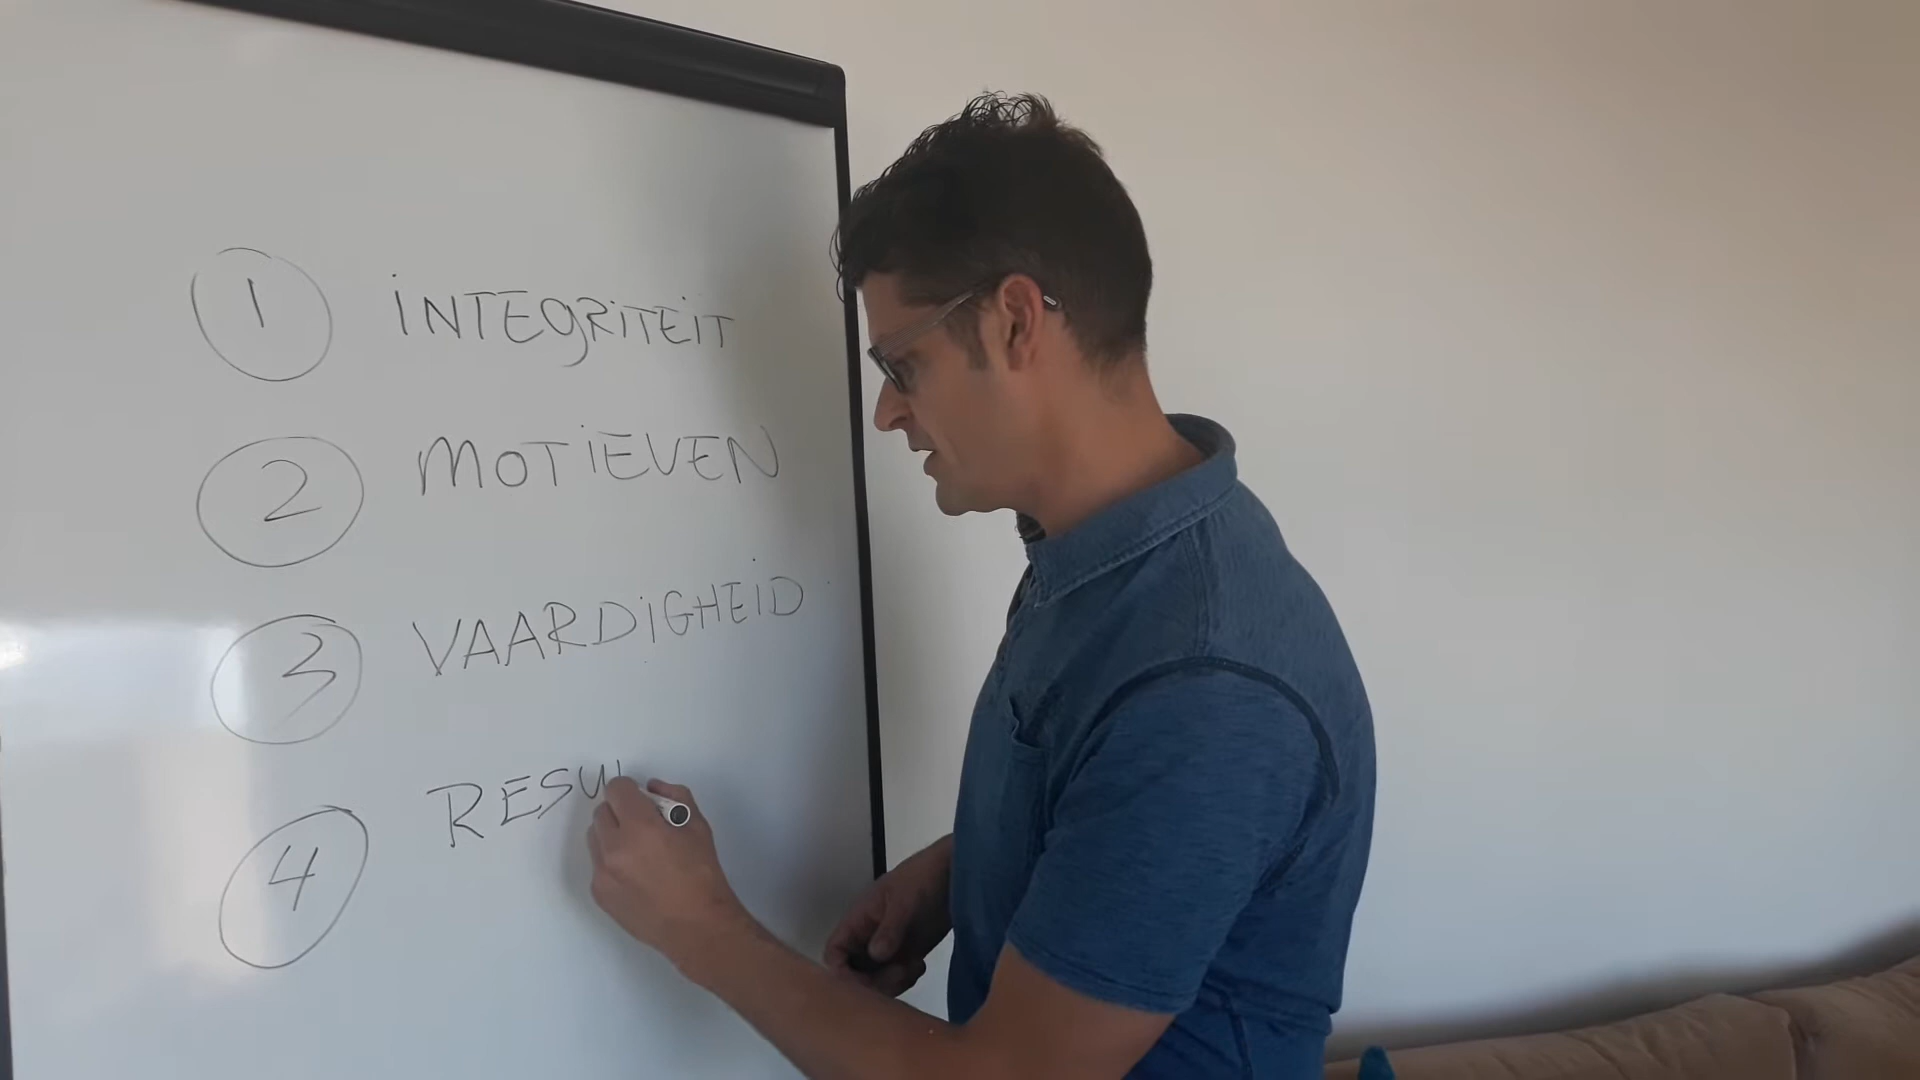 1 iNTEgRiTEiT
2 MOTiEVEN
3 VAARDiGHEiD
4 RESU